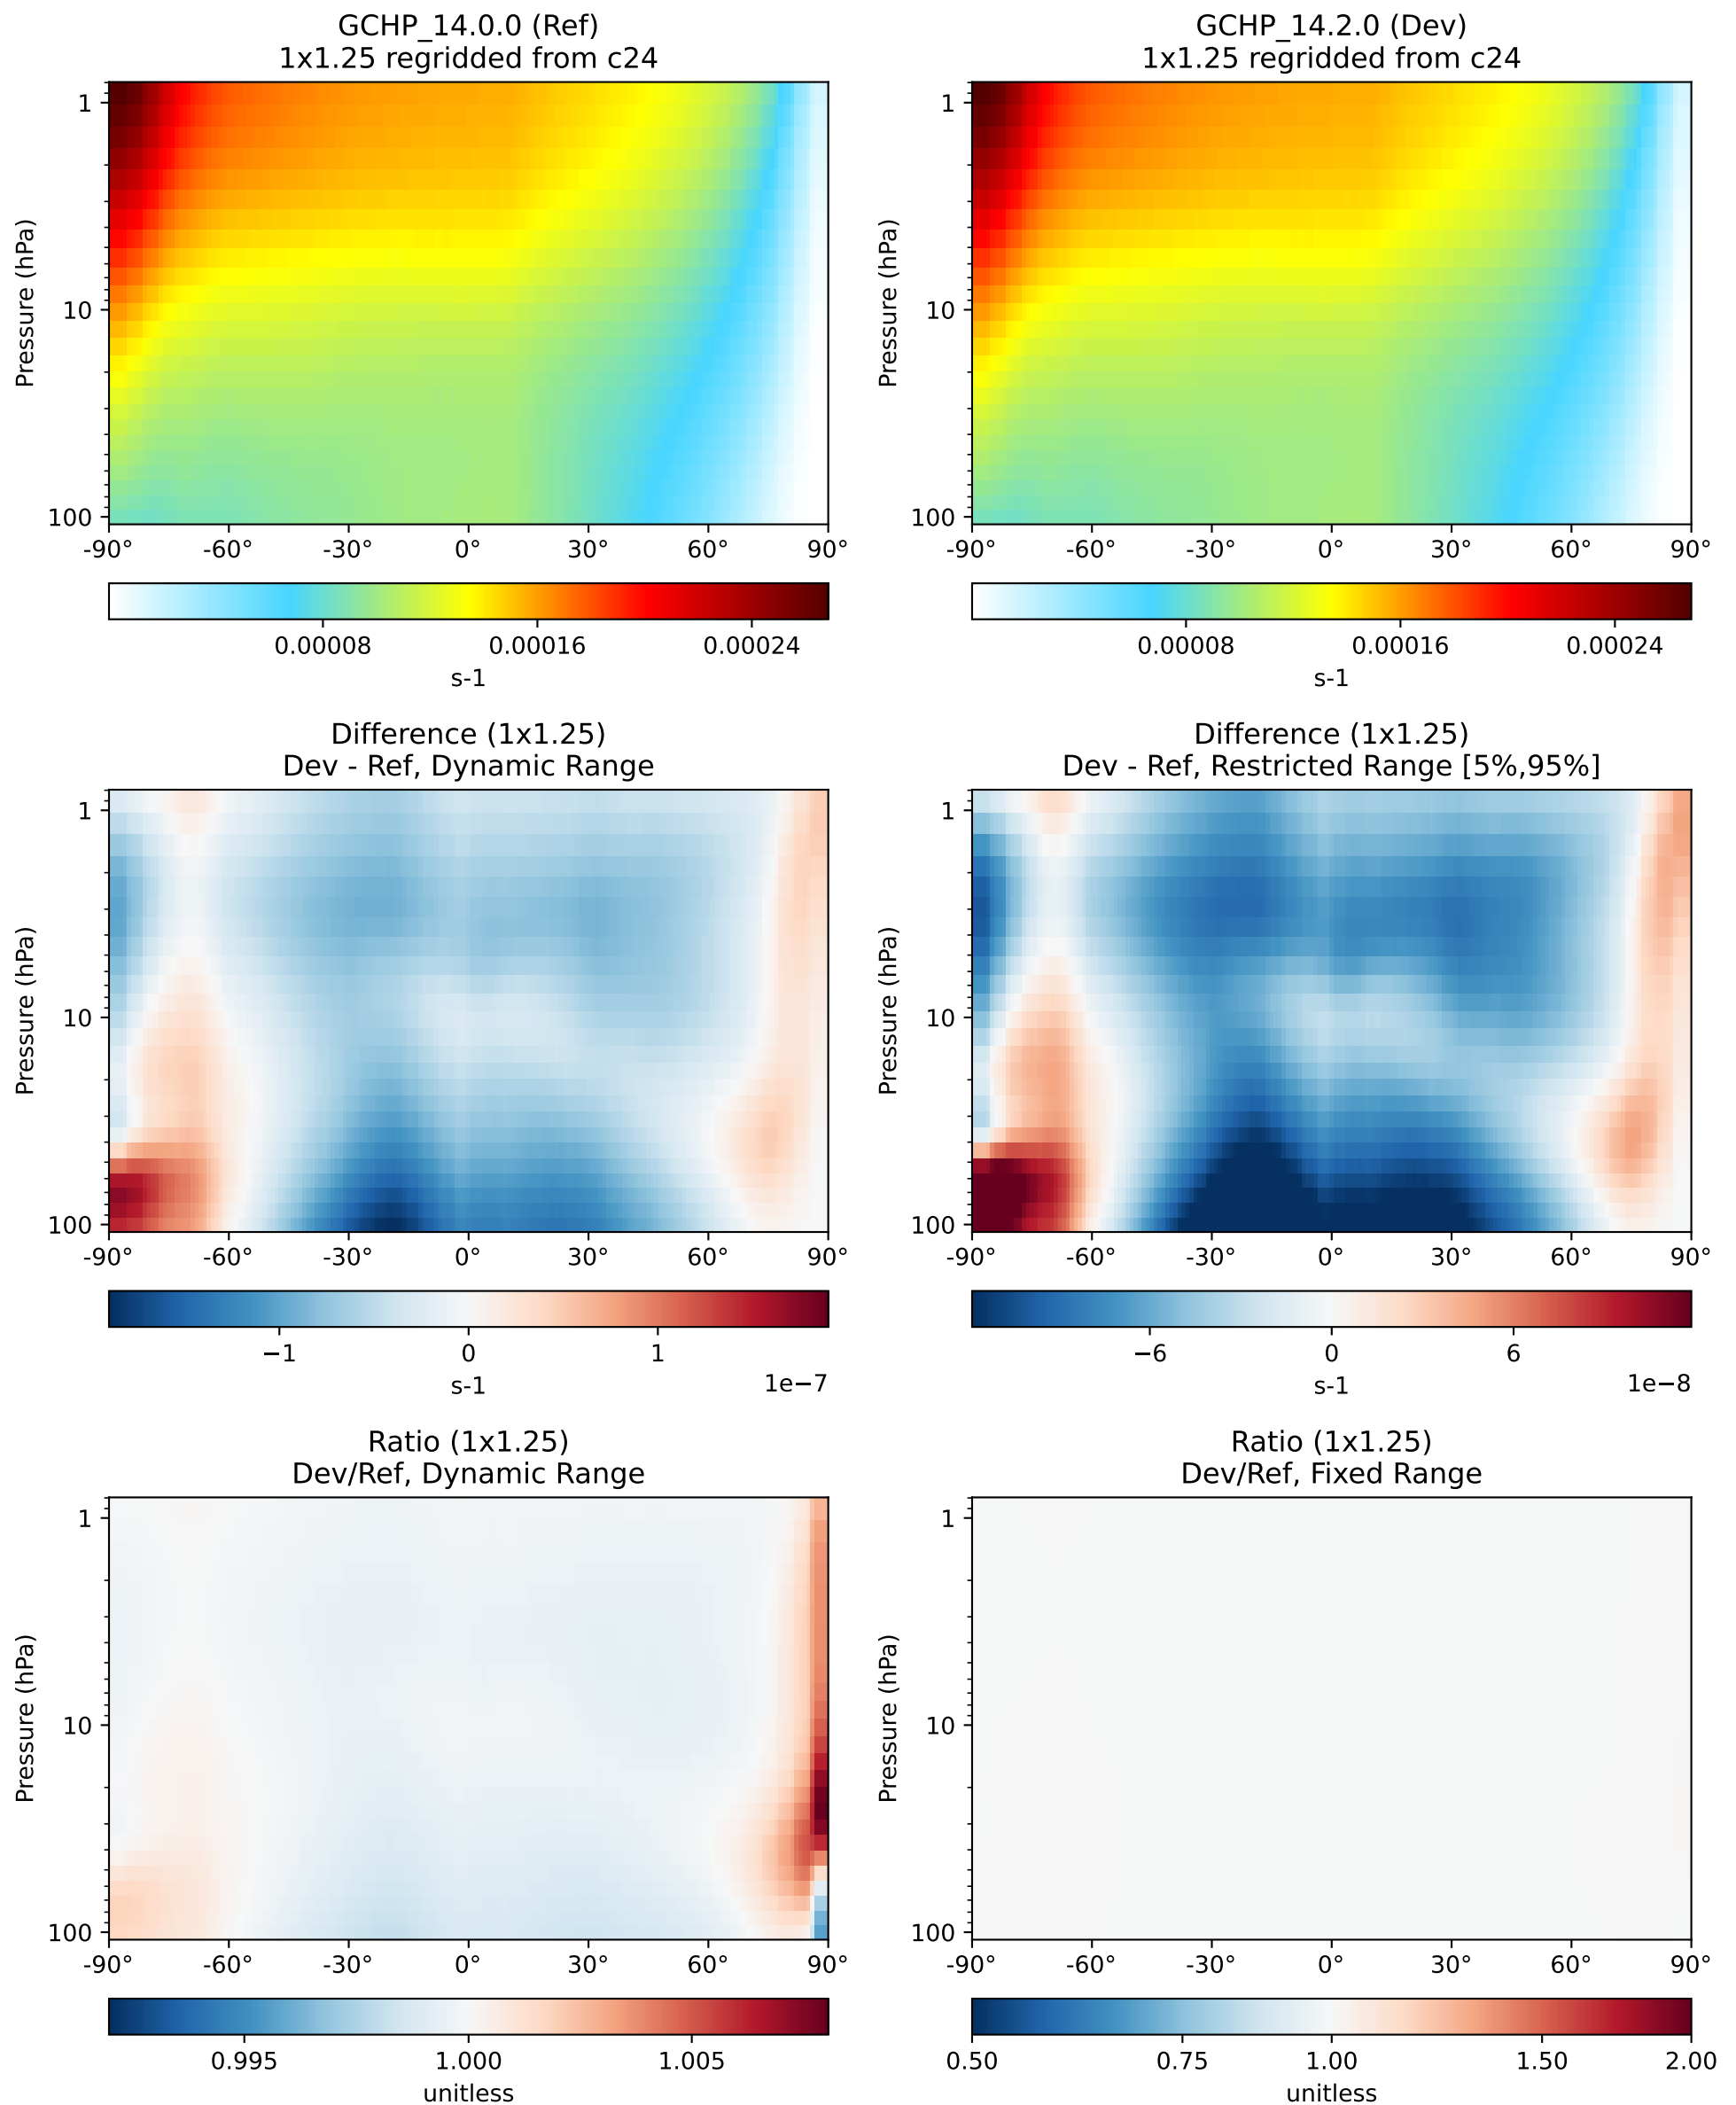 GCHP_14.0.0 (Ref)
1x1.25 regridded from c24
GCHP_14.2.0 (Dev)
1x1.25 regridded from c24
Pressure (hPa)
1
10
100
-90° -60° -30° 0° 30° 60° 90°
Pressure (hPa)
1
10
100
-90° -60° -30° 0° 30° 60° 90°
0.00008 0.00016 0.00024
s-1
0.00008 0.00016 0.00024
s-1
Difference (1x1.25)
Dev - Ref, Dynamic Range
Difference (1x1.25)
Dev - Ref, Restricted Range [5%,95%]
Pressure (hPa)
1
10
100
-90° -60° -30° 0° 30° 60° 90°
Pressure (hPa)
1
10
100
-90° -60° -30° 0° 30° 60° 90°
−1 0 1
s-1
1e−7
−6 0 6
s-1
1e−8
Ratio (1x1.25)
Dev/Ref, Dynamic Range
Ratio (1x1.25)
Dev/Ref, Fixed Range
Pressure (hPa)
1
10
100
-90° -60° -30° 0° 30° 60° 90°
Pressure (hPa)
1
10
100
-90° -60° -30° 0° 30° 60° 90°
0.995 1.000 1.005
unitless
0.50 0.75 1.00 1.50 2.00
unitless